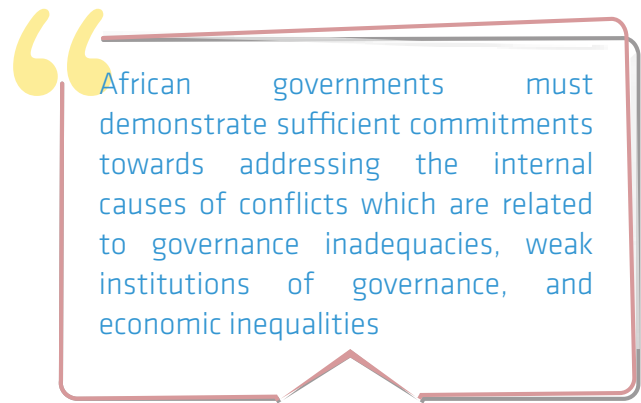 African governments must
demonstrate sufficient commitments
towards addressing the internal
causes of conflicts which are related
to governance inadequacies, weak
institutions of governance, and
economic inequalities